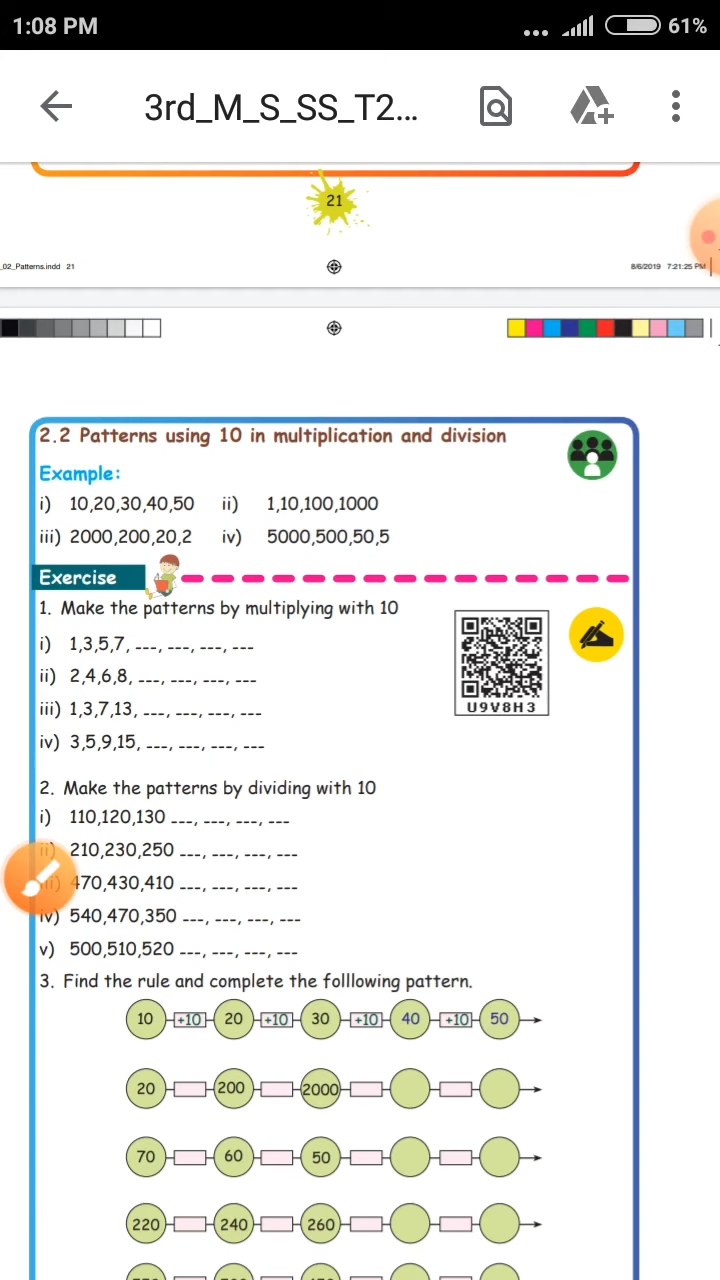 1:08 PM
61%
3rd_M_S_SS_T2...
21
_02_Patterns.indd 21
8/6/2019 7:21:25 PM
2.2 Patterns using 10 in multiplication and division
Example:
i) 10,20,30,40,50 ii) 1,10,100,1000
iii) 2000,200,20,2 iv) 5000,500,50,5
Exercise
1. Make the patterns by multiplying with 10
i) 1,3,5,7, ---, ---, ---, ---
ii) 2,4,6,8, ---, ---, ---, ---
iii) 1,3,7,13, ---, ---, ---, ---
iv) 3,5,9,15, ---, ---, ---, ---
U9V8H3
2. Make the patterns by dividing with 10
i) 110,120,130 ---, ---, ---, ---
ii) 210,230,250 ---, ---, ---, ---
iii) 470,430,410 ---, ---, ---, ---
iv) 540,470,350 ---, ---, ---, ---
v) 500,510,520 ---, ---, ---, ---
3. Find the rule and complete the folllowing pattern.
10 +10 20 +10 30 +10 40 +10 50
20 200 2000
70 60 50
220 240 260